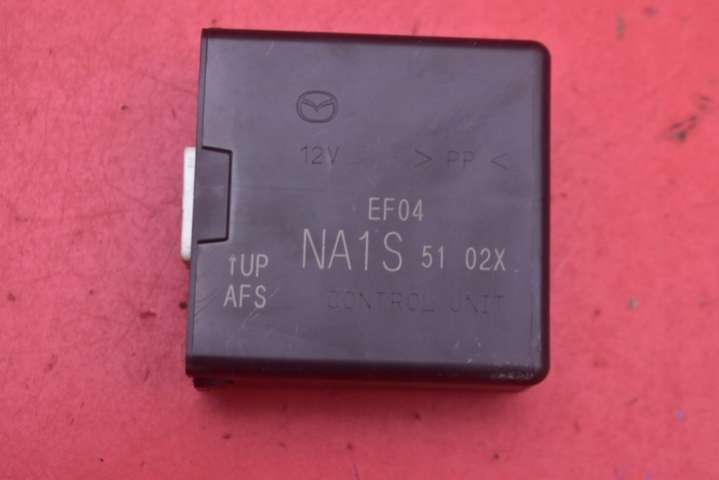 12V > PP <
EF04
NA1S 51 02X
↑UP
AFS
CONTROL UNIT